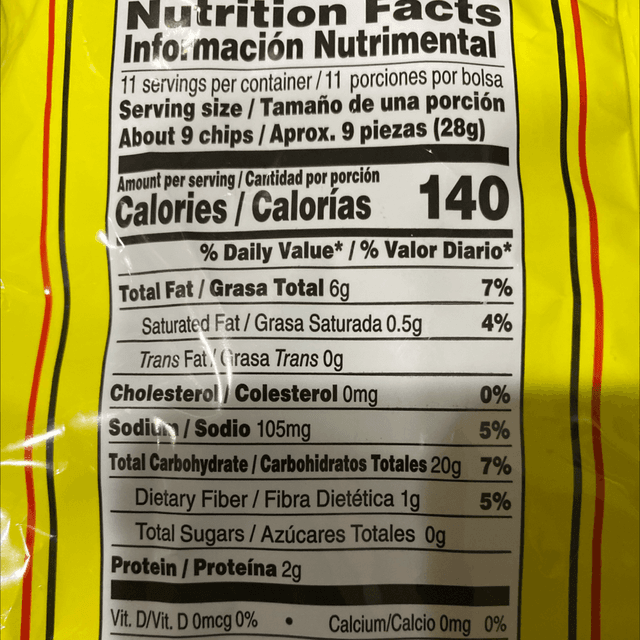 Nutrition Facts
Información Nutrimental
11 servings per container / 11 porciones por bolsa
Serving size / Tamaño de una porción
About 9 chips / Aprox. 9 piezas (28g)
Amount per serving / Cantidad por porción
Calories / Calorías 140
% Daily Value* / % Valor Diario*
Total Fat / Grasa Total 6g 7%
Saturated Fat / Grasa Saturada 0.5g 4%
Trans Fat / Grasa Trans 0g
Cholesterol / Colesterol 0mg 0%
Sodium / Sodio 105mg 5%
Total Carbohydrate / Carbohidratos Totales 20g 7%
Dietary Fiber / Fibra Dietética 1g 5%
Total Sugars / Azúcares Totales 0g
Protein / Proteína 2g
Vit. D/Vit. D 0mcg 0% • Calcium/Calcio 0mg 0%